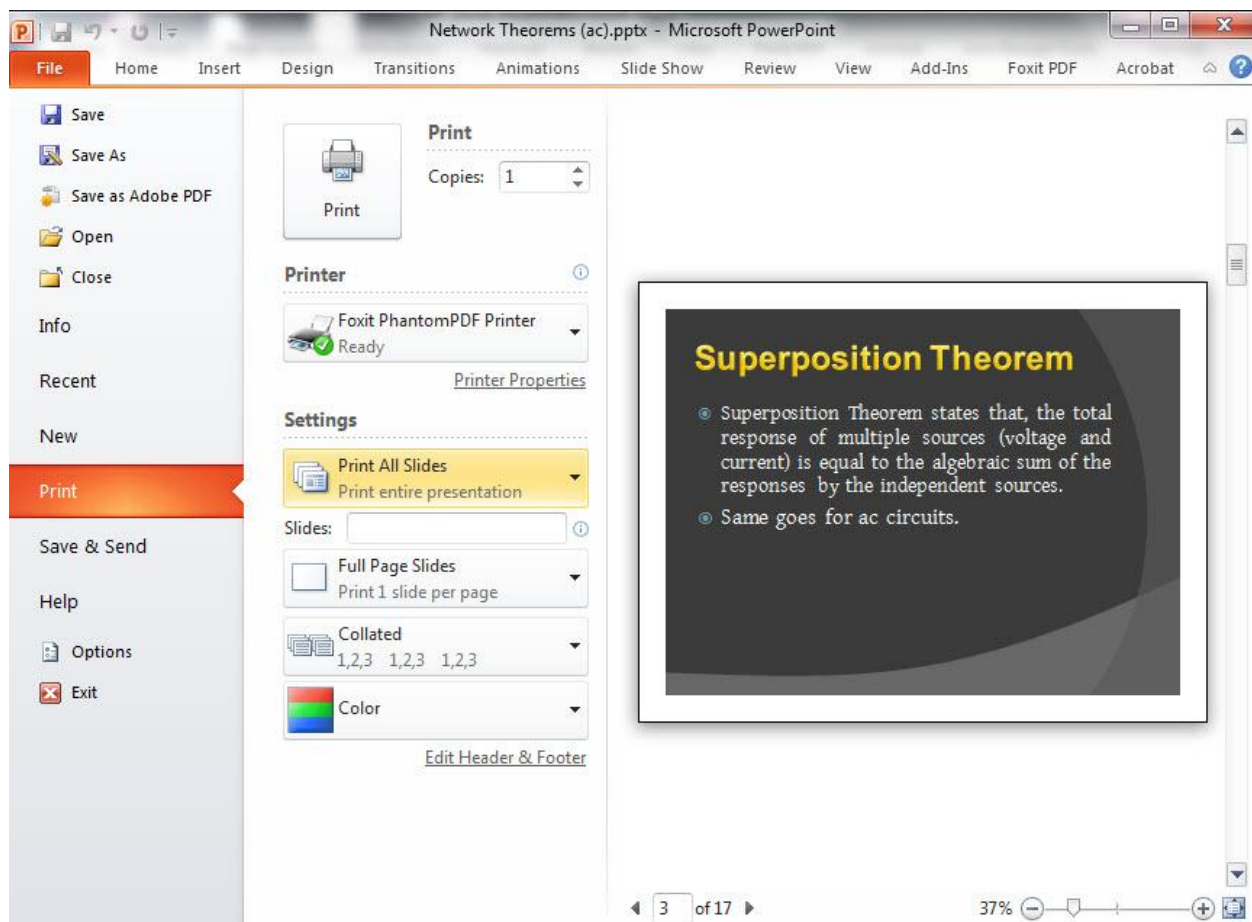 Network Theorems (ac).pptx - Microsoft PowerPoint
File Home Insert Design Transitions Animations Slide Show Review View Add-Ins Foxit PDF Acrobat
Save
Save As
Save as Adobe PDF
Open
Close
Info
Recent
New
Print
Save & Send
Help
Options
Exit
Print
Print
Copies: 1
Printer
Foxit PhantomPDF Printer
Ready
Printer Properties
Settings
Print All Slides
Print entire presentation
Slides:
Full Page Slides
Print 1 slide per page
Collated
1,2,3 1,2,3 1,2,3
Color
Edit Header & Footer
Superposition Theorem
Superposition Theorem states that, the total
response of multiple sources (voltage and
current) is equal to the algebraic sum of the
responses by the independent sources.
Same goes for ac circuits.
3 of 17
37%